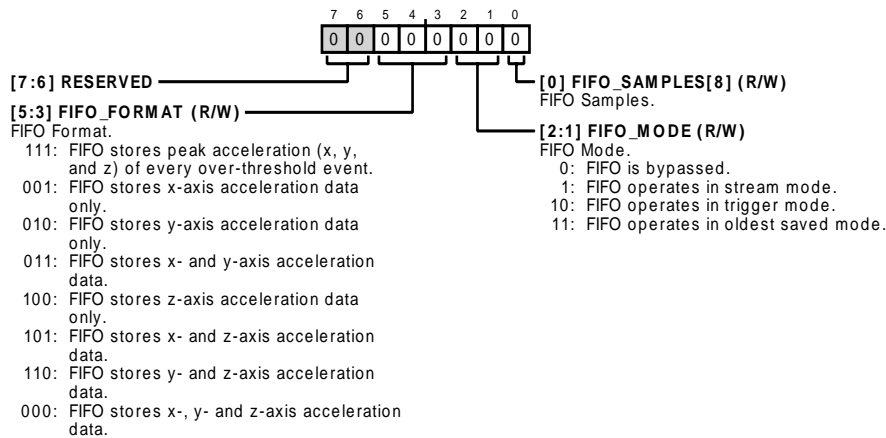 7 6 5 4 3 2 1 0
0 0 0 0 0 0 0 0
[7:6] RESERVED
[5:3] FIFO_FORMAT (R/W)
FIFO Format.
111: FIFO stores peak acceleration (x, y,
and z) of every over-threshold event.
001: FIFO stores x-axis acceleration data
only.
010: FIFO stores y-axis acceleration data
only.
011: FIFO stores x- and y-axis acceleration
data.
100: FIFO stores z-axis acceleration data
only.
101: FIFO stores x- and z-axis acceleration
data.
110: FIFO stores y- and z-axis acceleration
data.
000: FIFO stores x-, y- and z-axis acceleration
data.
[0] FIFO_SAMPLES[8] (R/W)
FIFO Samples.
[2:1] FIFO_MODE (R/W)
FIFO Mode.
0: FIFO is bypassed.
1: FIFO operates in stream mode.
10: FIFO operates in trigger mode.
11: FIFO operates in oldest saved mode.